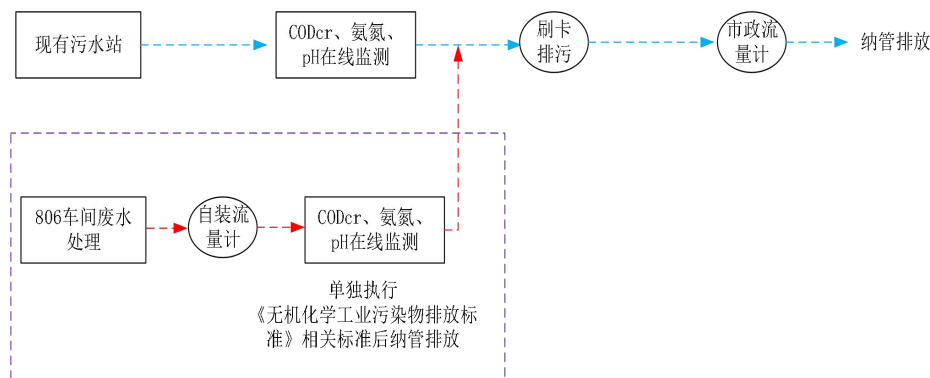 现有污水站
CODcr、氨氮、
pH在线监测
刷卡
排污
市政流
量计
纳管排放
806车间废水
处理
自装流
量计
CODcr、氨氮、
pH在线监测
单独执行
《无机化学工业污染物排放标
准》相关标准后纳管排放